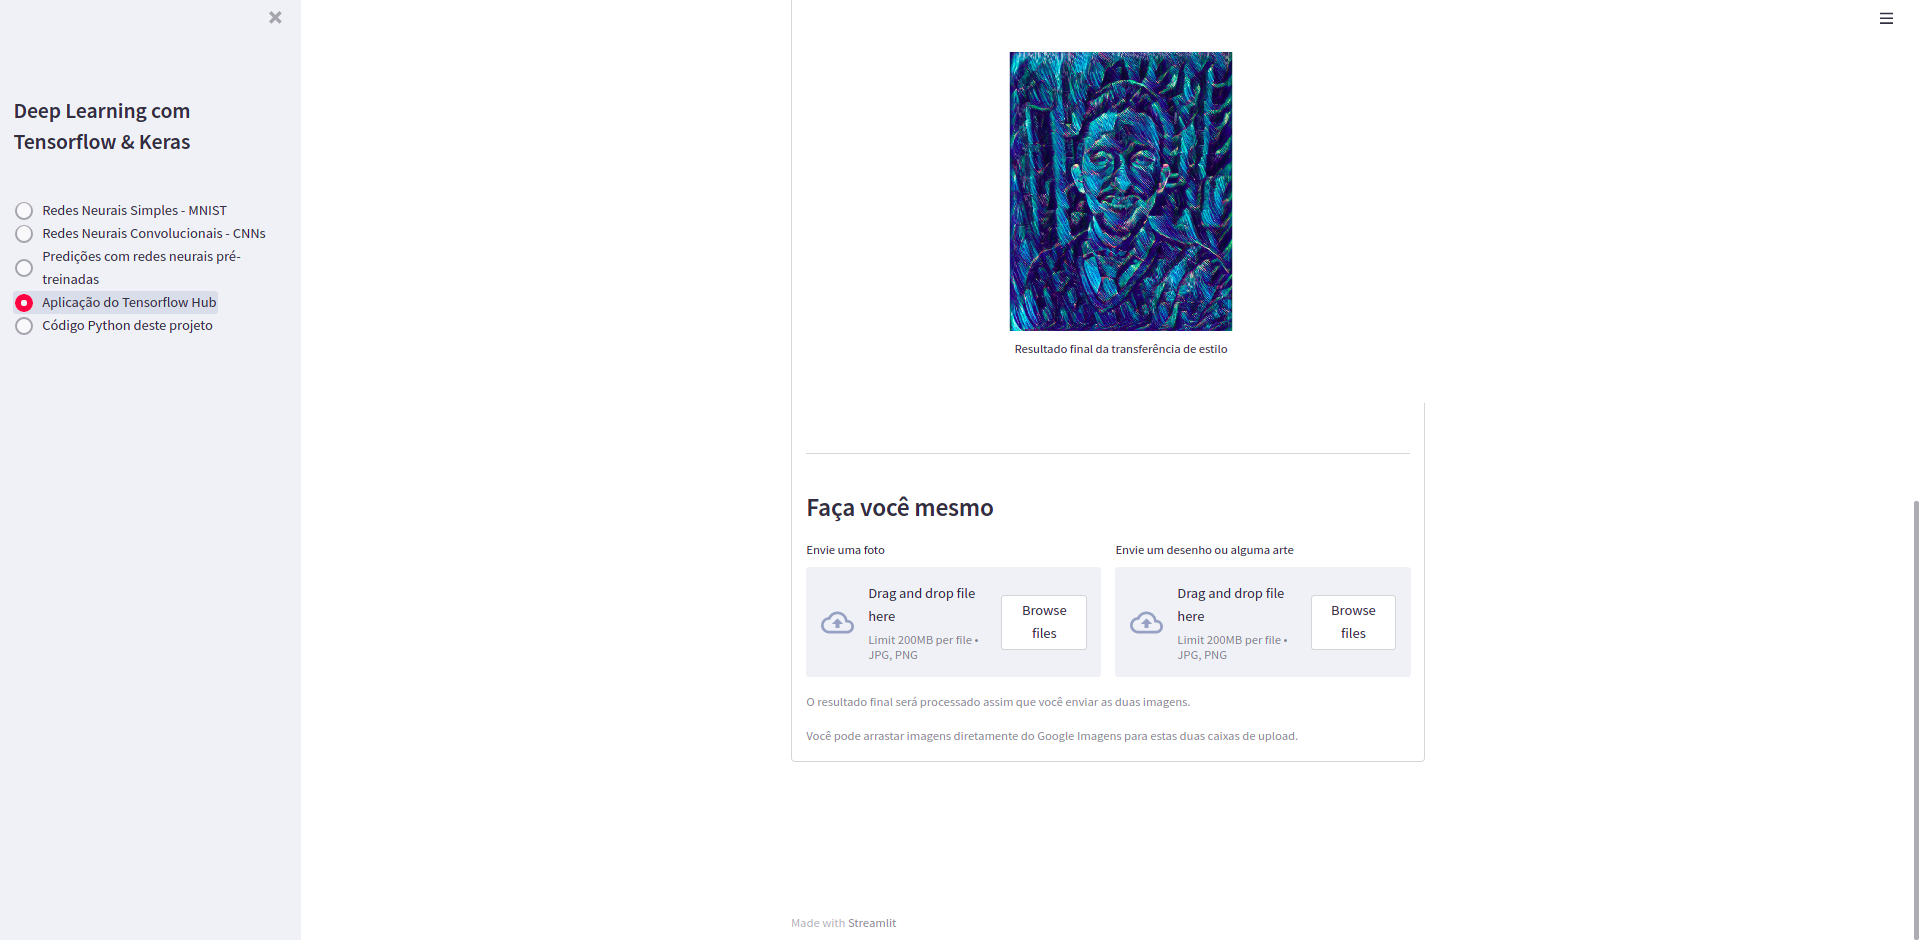 Deep Learning com
Tensorflow & Keras
Redes Neurais Simples - MNIST
Redes Neurais Convolucionais - CNNs
Predições com redes neurais pré-
treinadas
Aplicação do Tensorflow Hub
Código Python deste projeto
Resultado final da transferência de estilo
Faça você mesmo
Envie uma foto
Drag and drop file
here
Limit 200MB per file •
JPG, PNG
Browse
files
Envie um desenho ou alguma arte
Drag and drop file
here
Limit 200MB per file •
JPG, PNG
Browse
files
O resultado final será processado assim que você enviar as duas imagens.
Você pode arrastar imagens diretamente do Google Imagens para estas duas caixas de upload.
Made with Streamlit